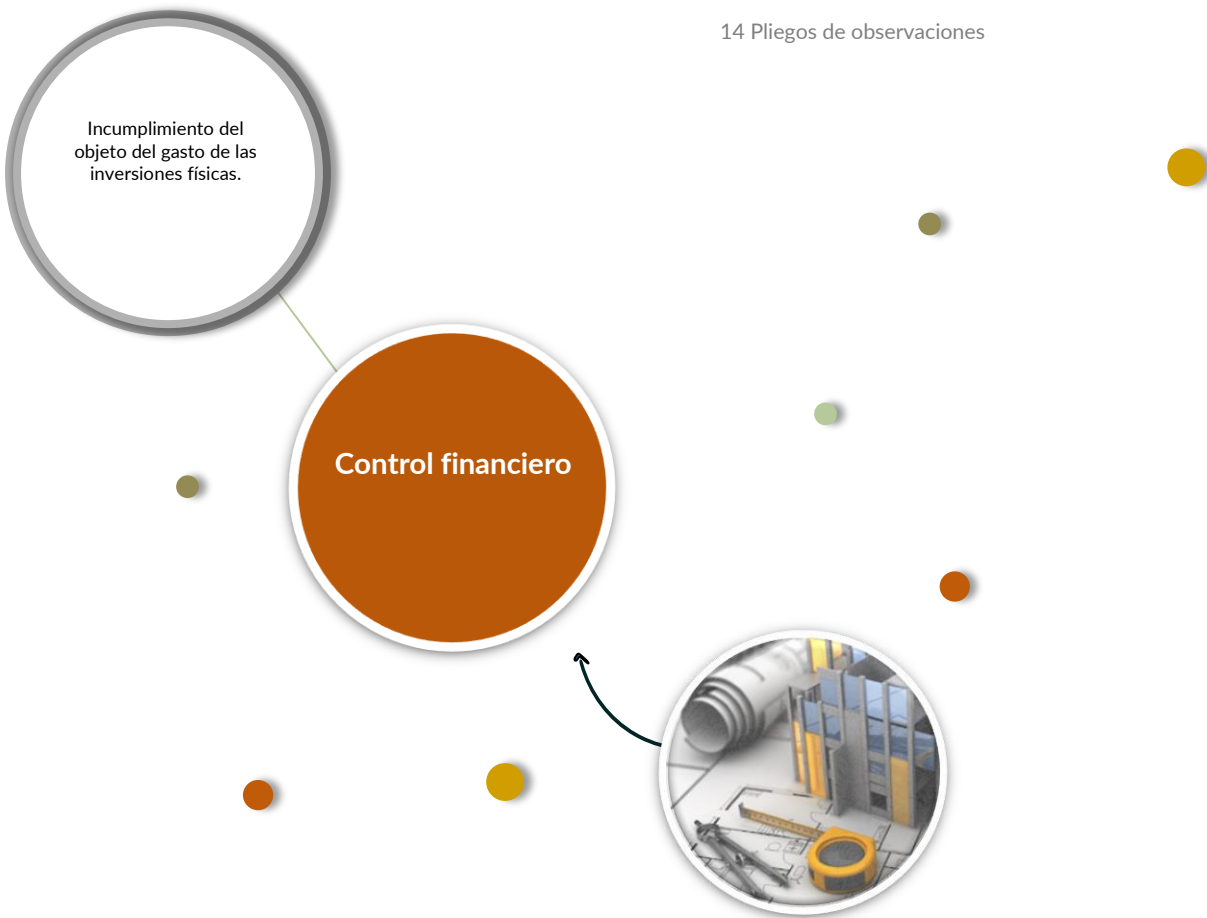 14 Pliegos de observaciones
Incumplimiento del
objeto del gasto de las
inversiones físicas.
Control financiero